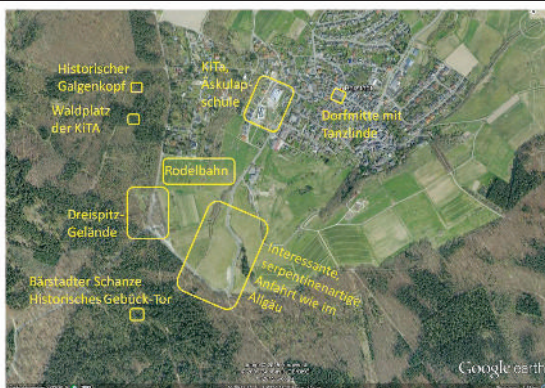 Historischer
Galgenkopf
Waldplatz
der KiTA
KiTa,
Äskulap-
schule
Dorfmitte mit
Tanzlinde
Rodelbahn
Dreispitz-
Gelände
Interessante,
serpentinenartige
Anfahrt wie im
Allgäu
Bärstadter Schanze
Historisches Gebück-Tor
Google earth